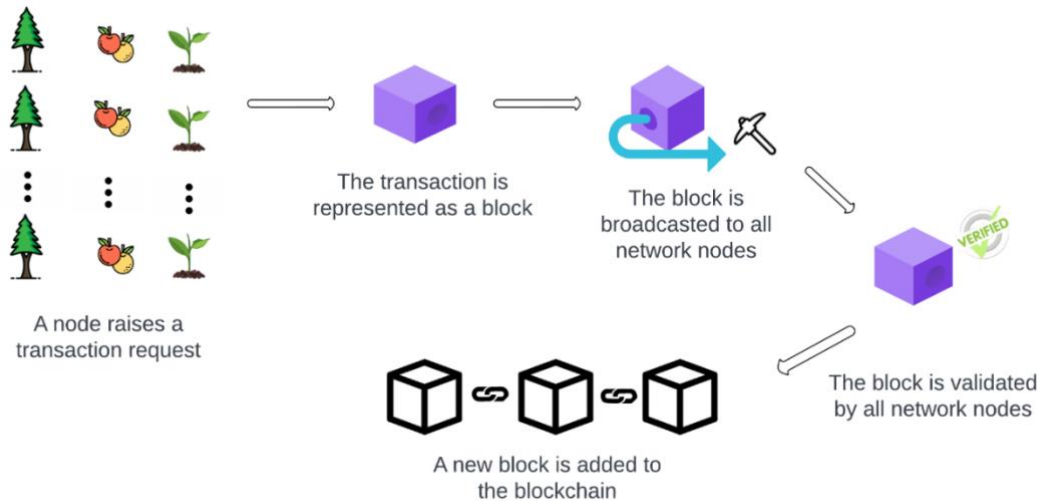 A node raises a
transaction request
The transaction is
represented as a block
The block is
broadcasted to all
network nodes
VERIFIED
The block is validated
by all network nodes
A new block is added to
the blockchain